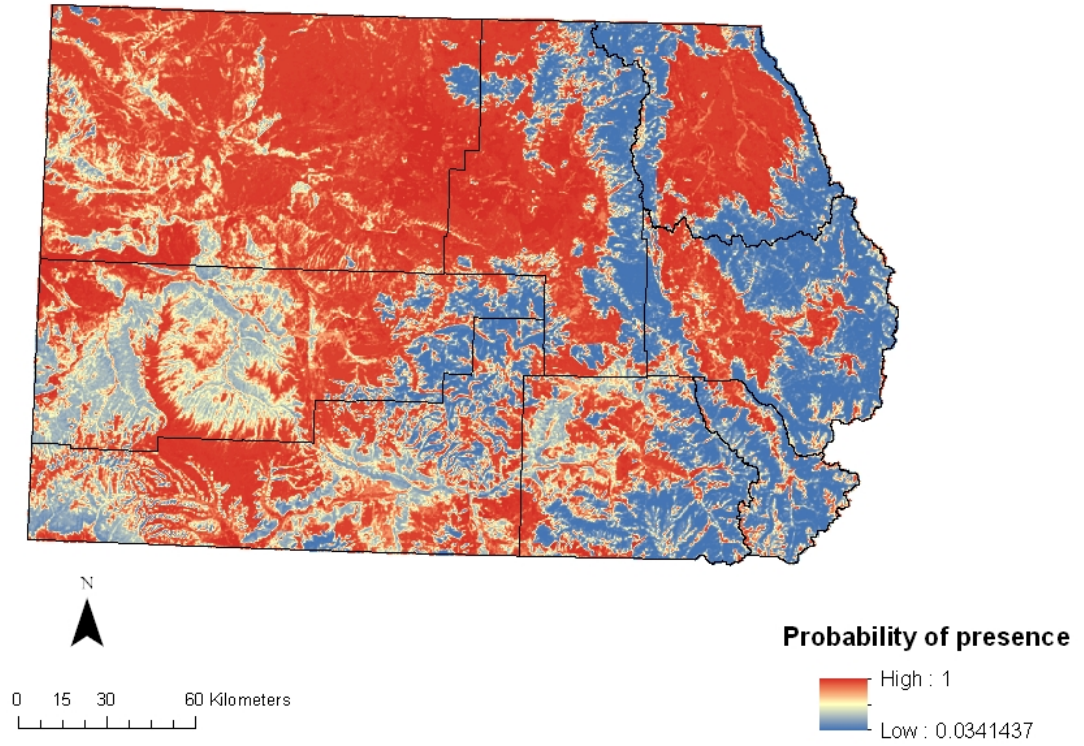 N
0 15 30 60 Kilometers
Probability of presence
High : 1
Low : 0.0341437